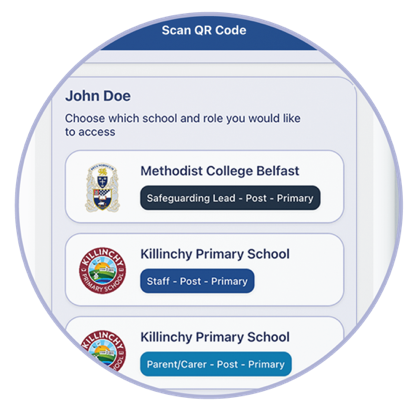 Scan QR Code
John Doe
Choose which school and role you would like
to access
Methodist College Belfast
Safeguarding Lead - Post - Primary
KILLINCHY
PRIMARY SCHOOL
Killinchy Primary School
Staff - Post - Primary
KILLINCHY
Killinchy Primary School
Parent/Carer - Post - Primary